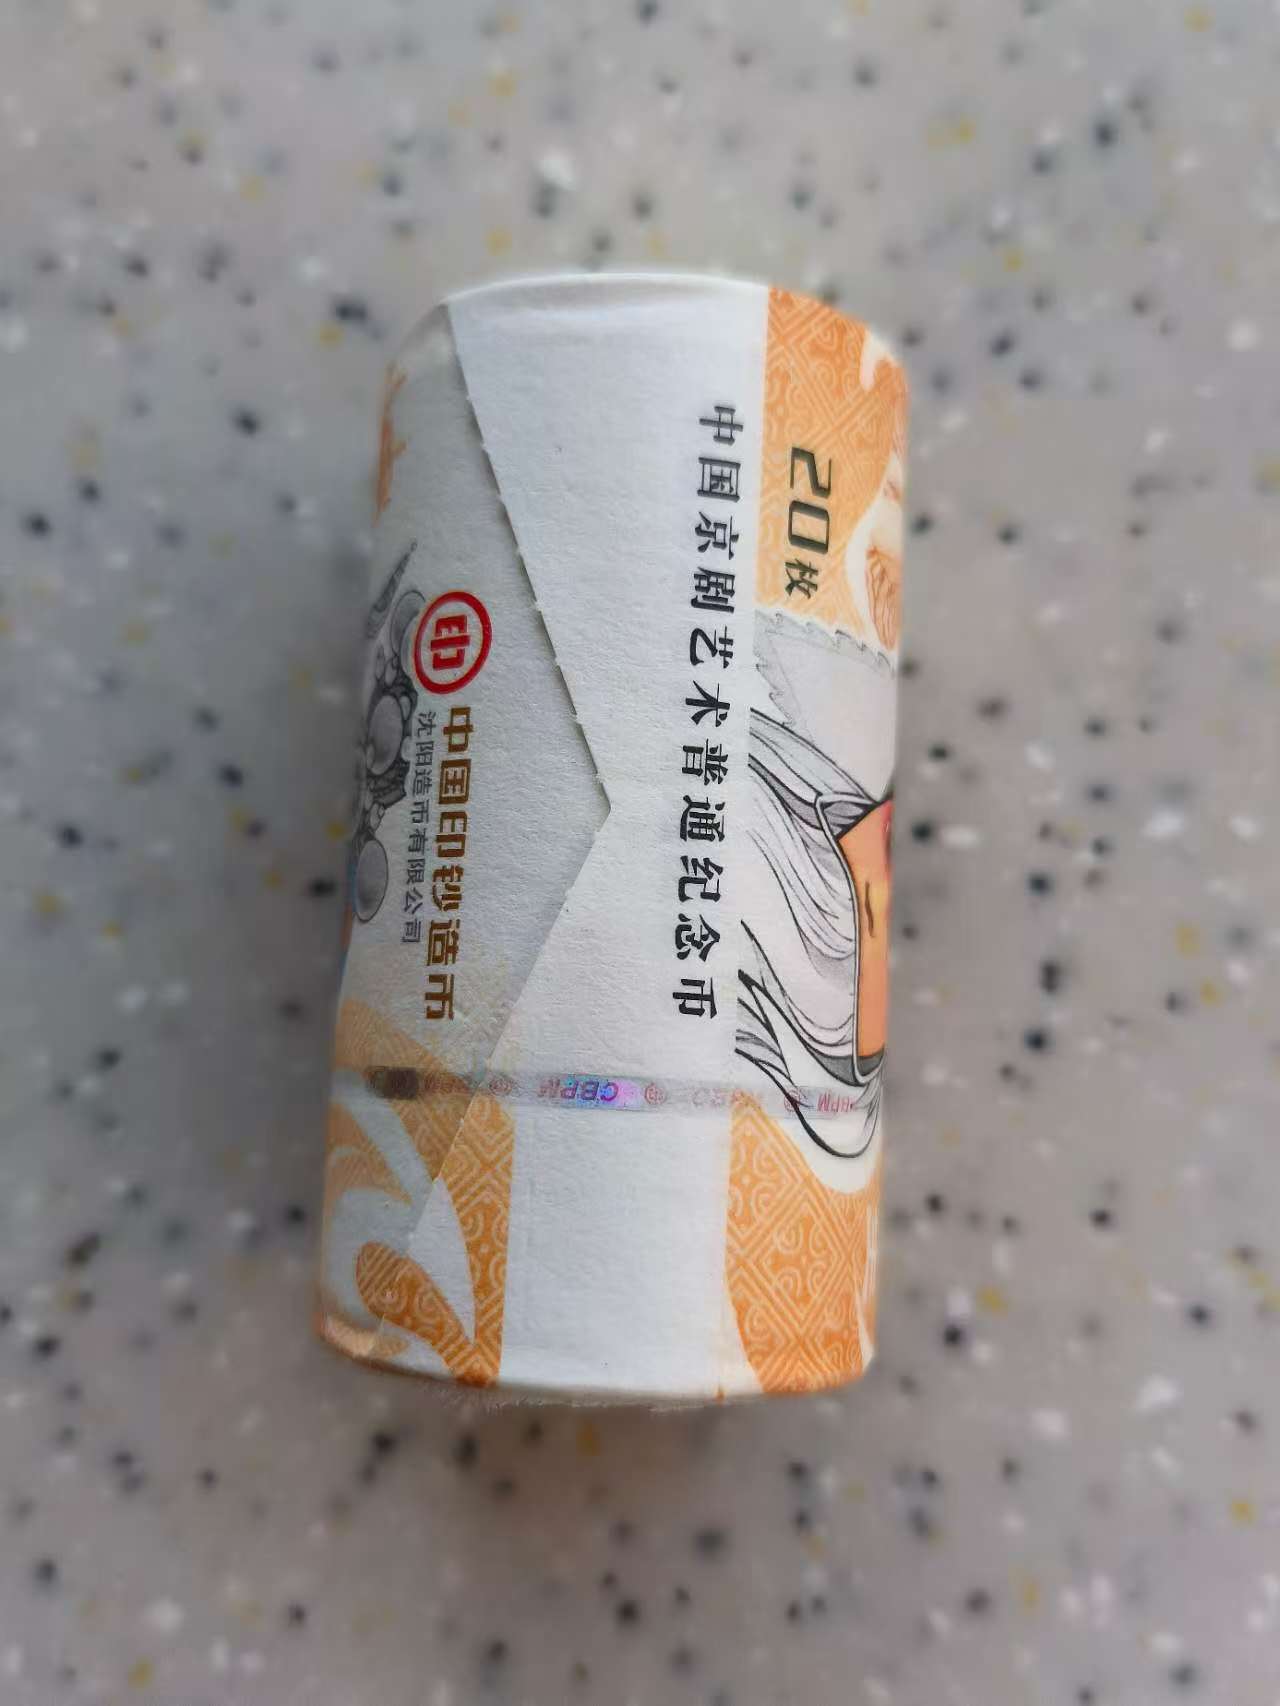 20枚
中国京剧艺术普通纪念币
印
中国印钞造币
沈阳造币有限公司
CBPM